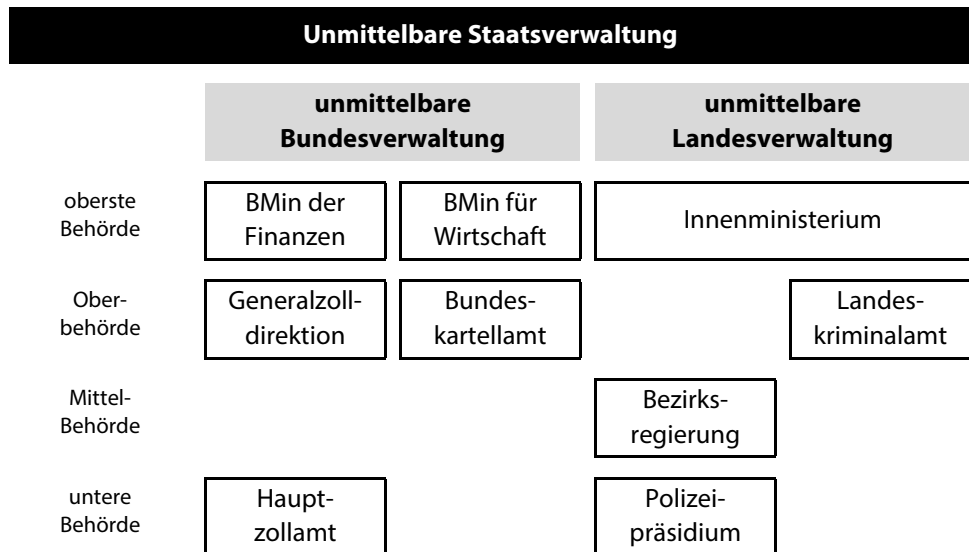 Unmittelbare Staatsverwaltung
unmittelbare
Bundesverwaltung
unmittelbare
Landesverwaltung
oberste
Behörde
BMin der
Finanzen
BMin für
Wirtschaft
Innenministerium
Ober-
behörde
Generalzoll-
direktion
Bundes-
kartellamt
Landes-
kriminalamt
Mittel-
Behörde
Bezirks-
regierung
untere
Behörde
Haupt-
zollamt
Polizei-
präsidium